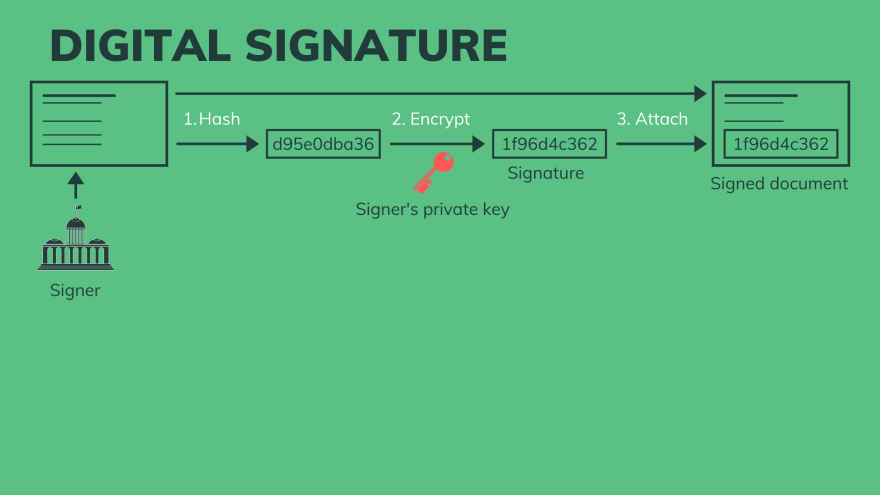 DIGITAL SIGNATURE
1.Hash
2. Encrypt
3. Attach
d95e0dba36
1f96d4c362
1f96d4c362
Signature
Signed document
Signer's private key
Signer